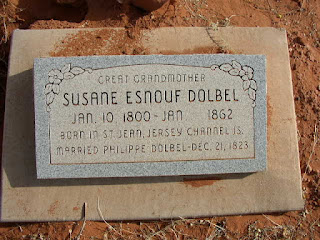 GREAT GRANDMOTHER
SUSANE ESNOUF DOLBEL
JAN. 10, 1800 - JAN 1862
BORN IN ST. JEAN, JERSEY CHANNEL IS.
MARRIED PHILIPPE DOLBEL - DEC. 21, 1823